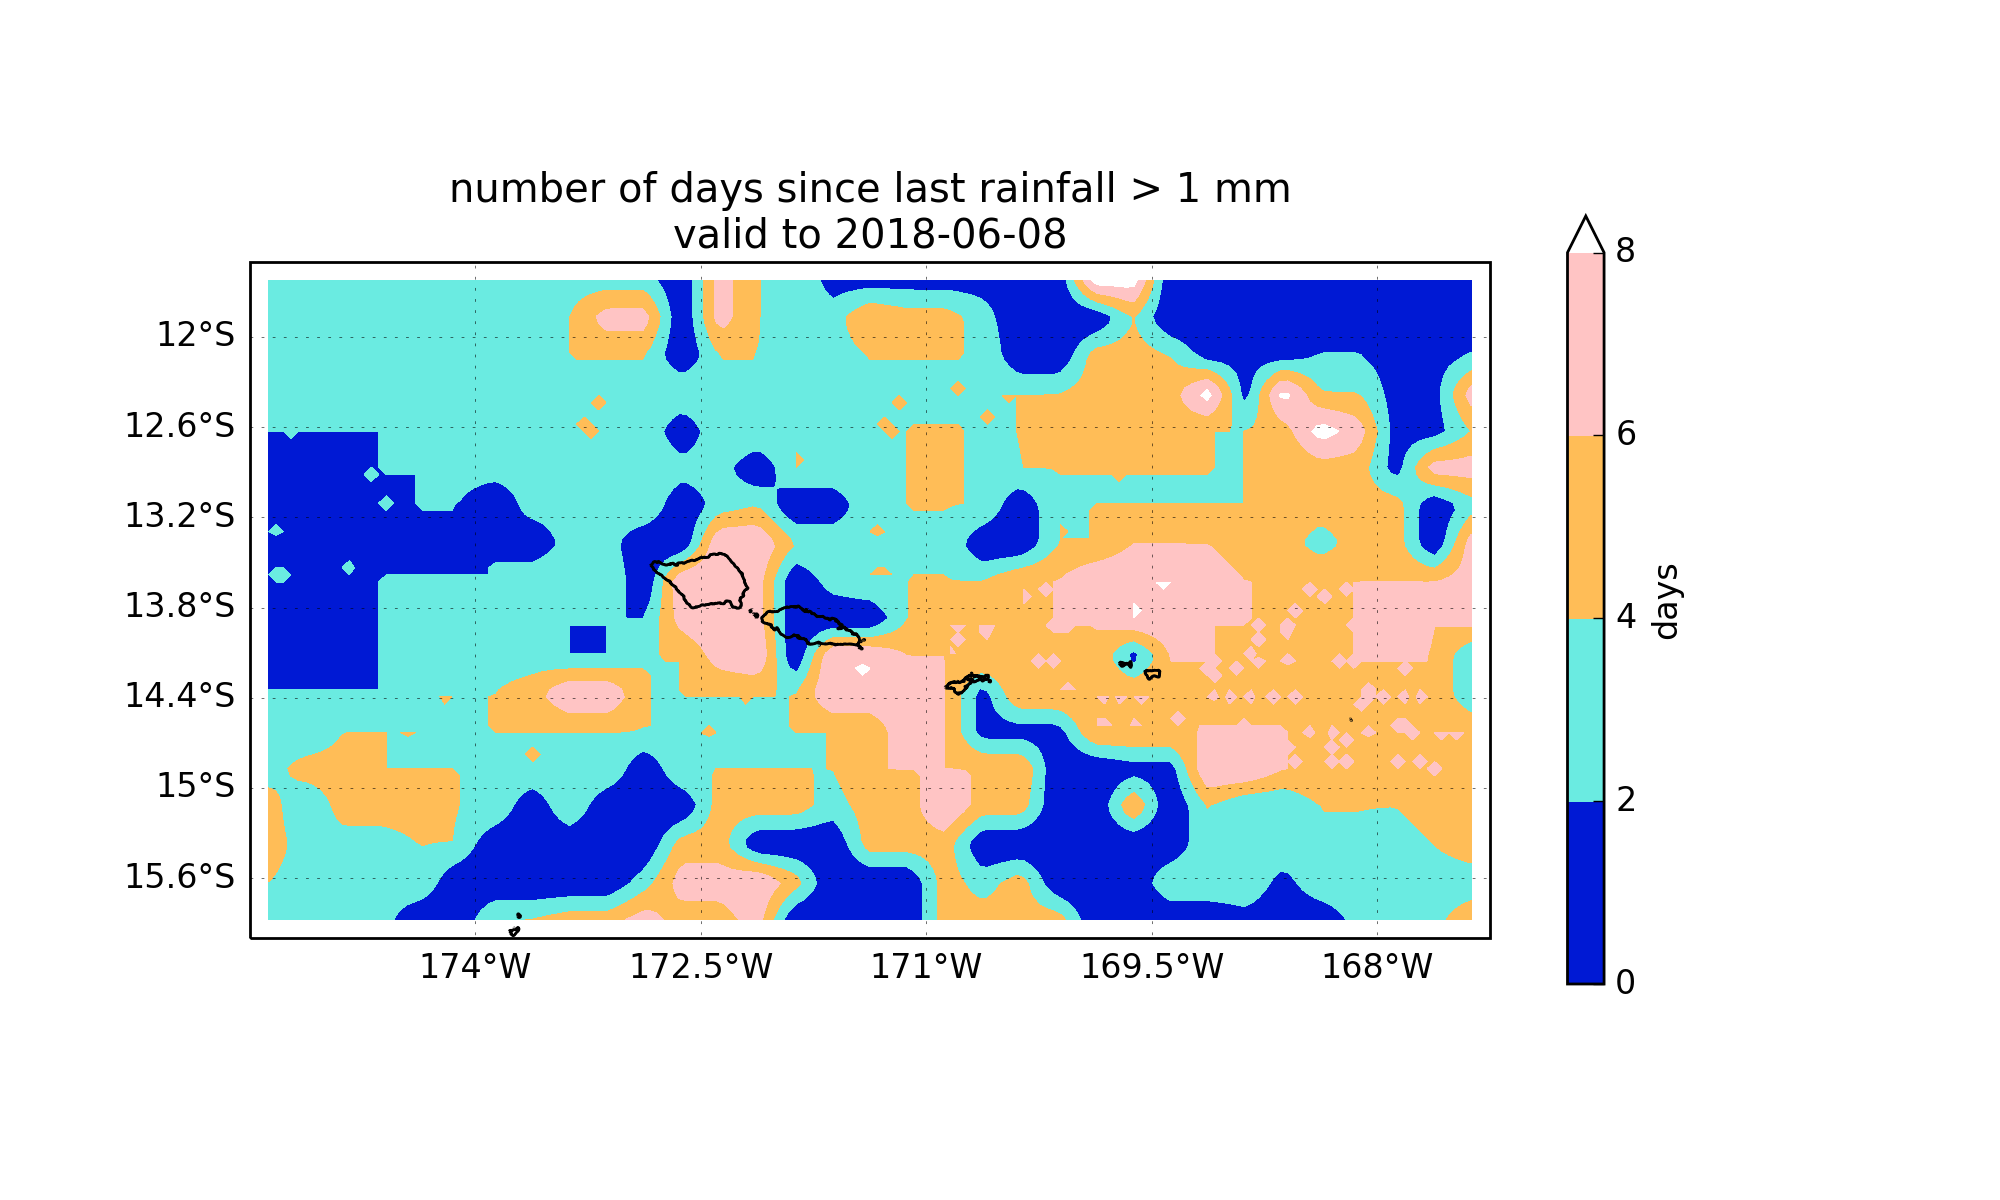 number of days since last rainfall > 1 mm
valid to 2018-06-08
12°S
12.6°S
13.2°S
13.8°S
14.4°S
15°S
15.6°S
174°W
172.5°W
171°W
169.5°W
168°W
8
6
4
2
0
days